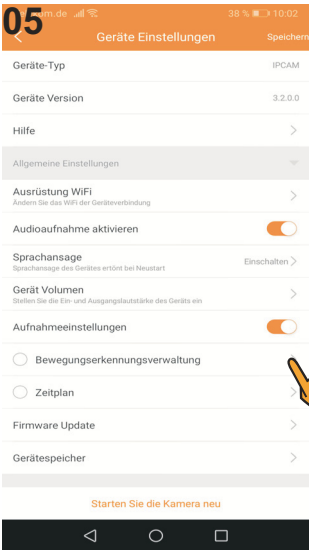 05
om.de 38 % 10:02
Geräte Einstellungen Speichern
Geräte-Typ IPCAM
Geräte Version 3.2.0.0
Hilfe
Allgemeine Einstellungen
Ausrüstung WiFi
Ändern Sie das WiFi der Geräteverbindung
Audioaufnahme aktivieren
Sprachansage Einschalten
Sprachansage des Gerätes ertönt bei Neustart
Gerät Volumen
Stellen Sie die Ein- und Ausgangslautstärke des Geräts ein
Aufnahmeeinstellungen
Bewegungserkennungsverwaltung
Zeitplan
Firmware Update
Gerätespeicher
Starten Sie die Kamera neu